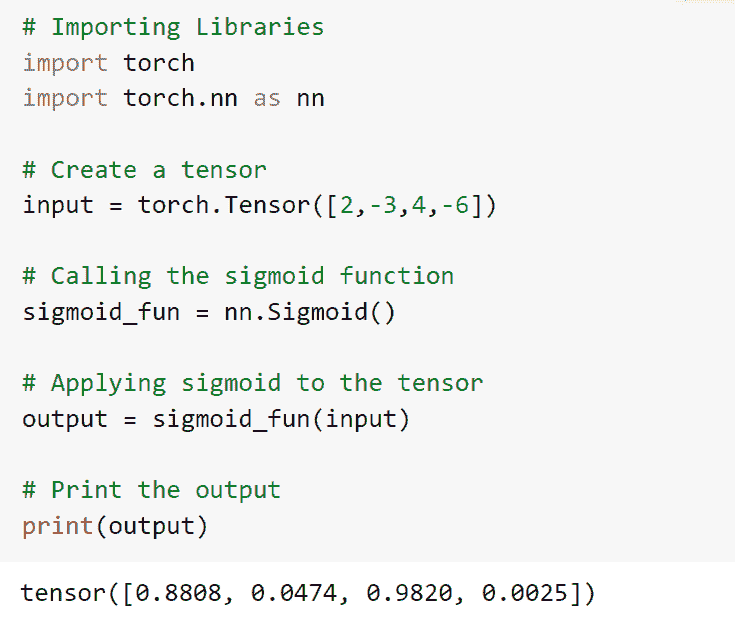 # Importing Libraries
import torch
import torch.nn as nn
# Create a tensor
input = torch.Tensor([2,-3,4,-6])
# Calling the sigmoid function
sigmoid_fun = nn.Sigmoid()
# Applying sigmoid to the tensor
output = sigmoid_fun(input)
# Print the output
print(output)
tensor([0.8808, 0.0474, 0.9820, 0.0025])